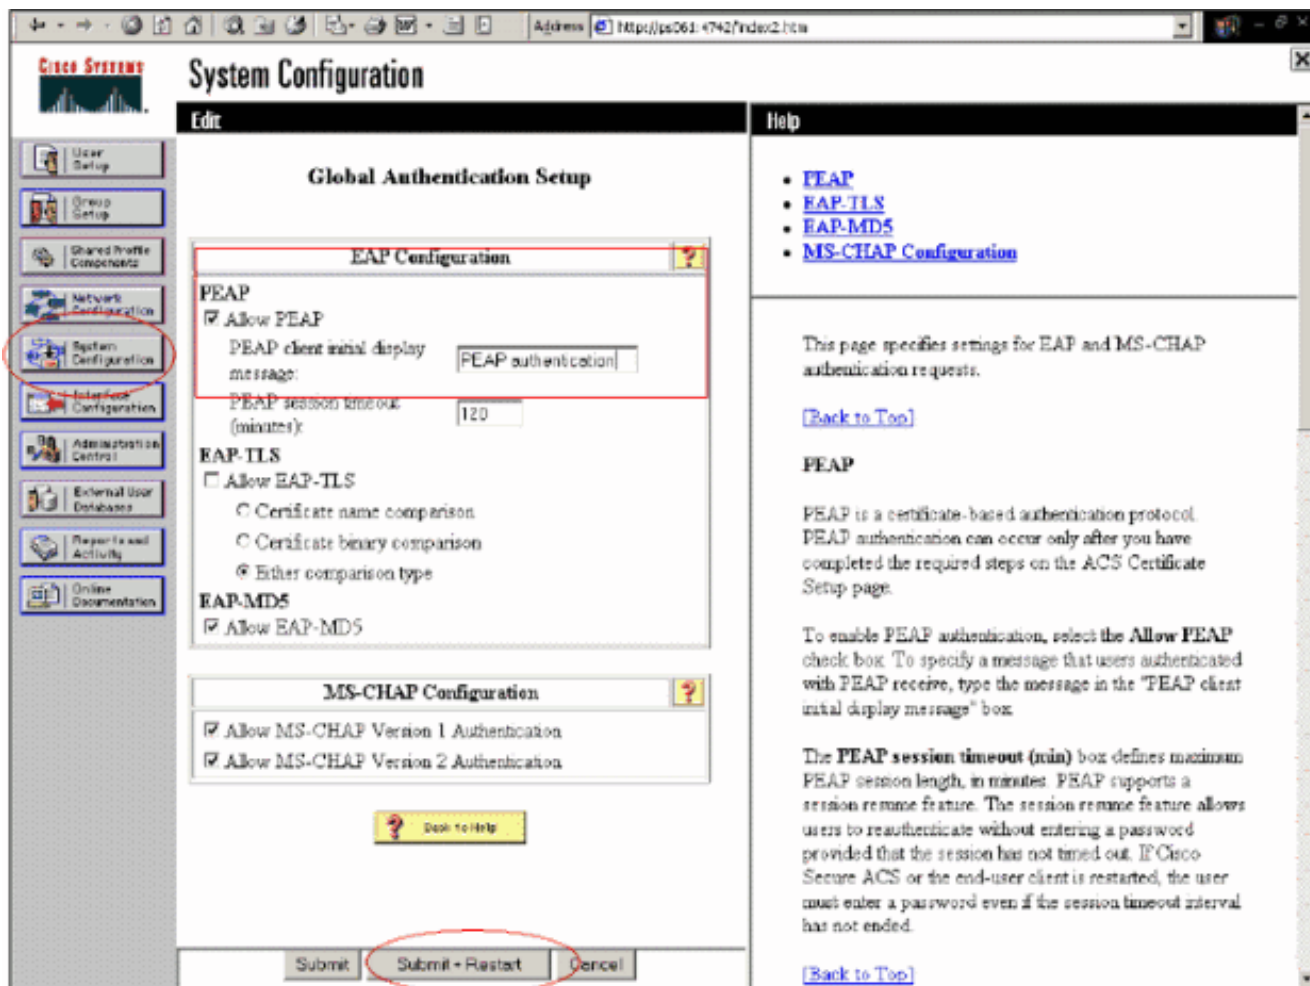 Address http://ps061:4742/index2.htm
Cisco Systems
System Configuration
Edit
Help
User Setup
Group Setup
Shared Profile Components
Network Configuration
System Configuration
Interface Configuration
Administration Control
External User Databases
Reports and Activity
Online Documentation
Global Authentication Setup
EAP Configuration
?
PEAP
Allow PEAP
PEAP client initial display
message:
PEAP authentication
PEAP session timeout
(minutes):
120
EAP-TLS
Allow EAP-TLS
Certificate name comparison
Certificate binary comparison
Either comparison type
EAP-MD5
Allow EAP-MD5
MS-CHAP Configuration
?
Allow MS-CHAP Version 1 Authentication
Allow MS-CHAP Version 2 Authentication
? Back to Help
Submit
Submit + Restart
Cancel
PEAP
EAP-TLS
EAP-MD5
MS-CHAP Configuration
This page specifies settings for EAP and MS-CHAP
authentication requests.
[Back to Top]
PEAP
PEAP is a certificate-based authentication protocol.
PEAP authentication can occur only after you have
completed the required steps on the ACS Certificate
Setup page.
To enable PEAP authentication, select the Allow PEAP
check box. To specify a message that users authenticated
with PEAP receive, type the message in the "PEAP client
initial display message" box.
The PEAP session timeout (min) box defines maximum
PEAP session length, in minutes. PEAP supports a
session resume feature. The session resume feature allows
users to reauthenticate without entering a password
provided that the session has not timed out. If Cisco
Secure ACS or the end-user client is restarted, the user
must enter a password even if the session timeout interval
has not ended.
[Back to Top]